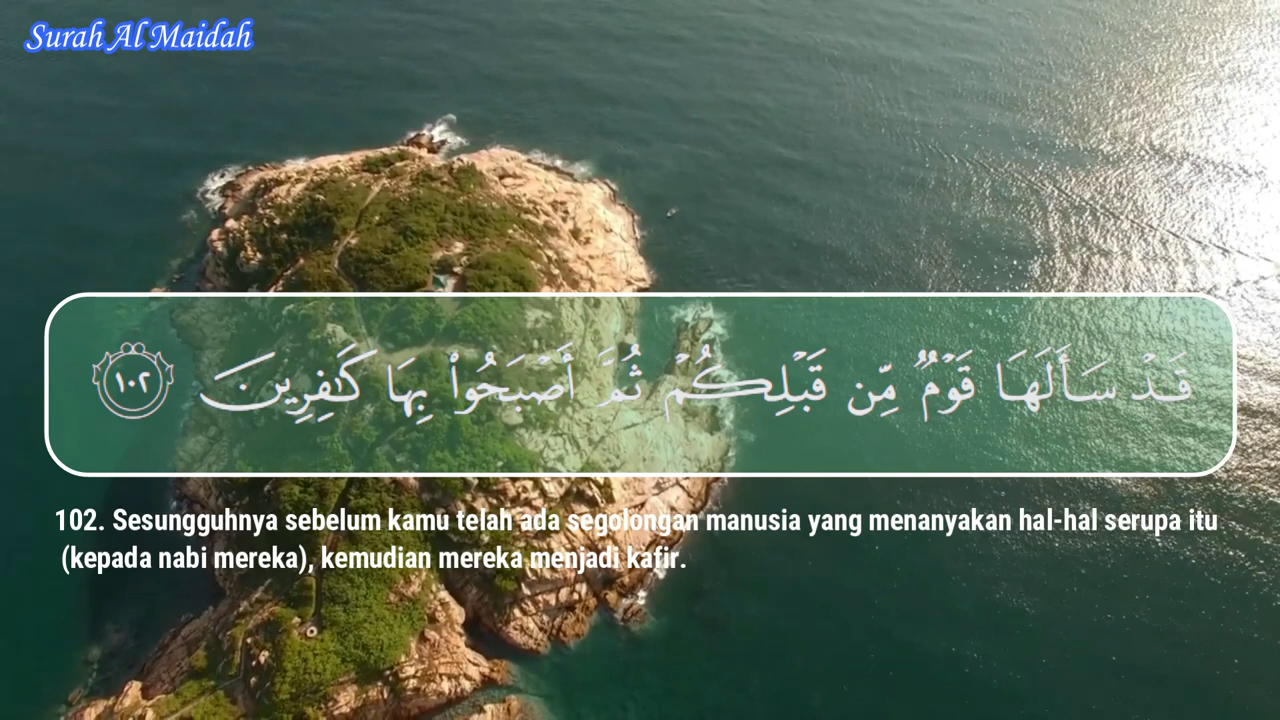 Surah Al Maidah
قَدْ سَأَلَهَا قَوْمٌ مِّن قَبْلِكُمْ ثُمَّ أَصْبَحُوا۟ بِهَا كَـٰفِرِينَ ١٠٢
102. Sesungguhnya sebelum kamu telah ada segolongan manusia yang menanyakan hal-hal serupa itu
(kepada nabi mereka), kemudian mereka menjadi kafir.